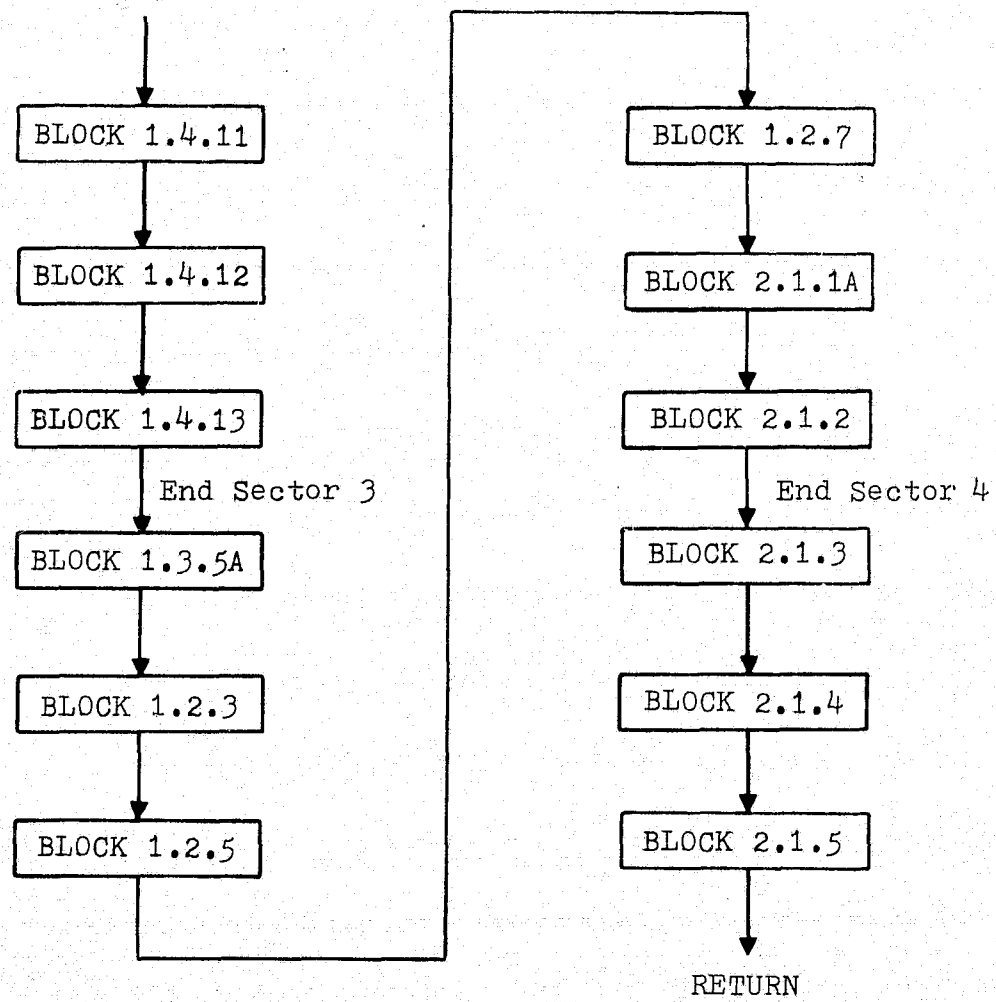 BLOCK 1.4.11
BLOCK 1.4.12
BLOCK 1.4.13
End Sector 3
BLOCK 1.3.5A
BLOCK 1.2.3
BLOCK 1.2.5
BLOCK 1.2.7
BLOCK 2.1.1A
BLOCK 2.1.2
End Sector 4
BLOCK 2.1.3
BLOCK 2.1.4
BLOCK 2.1.5
RETURN